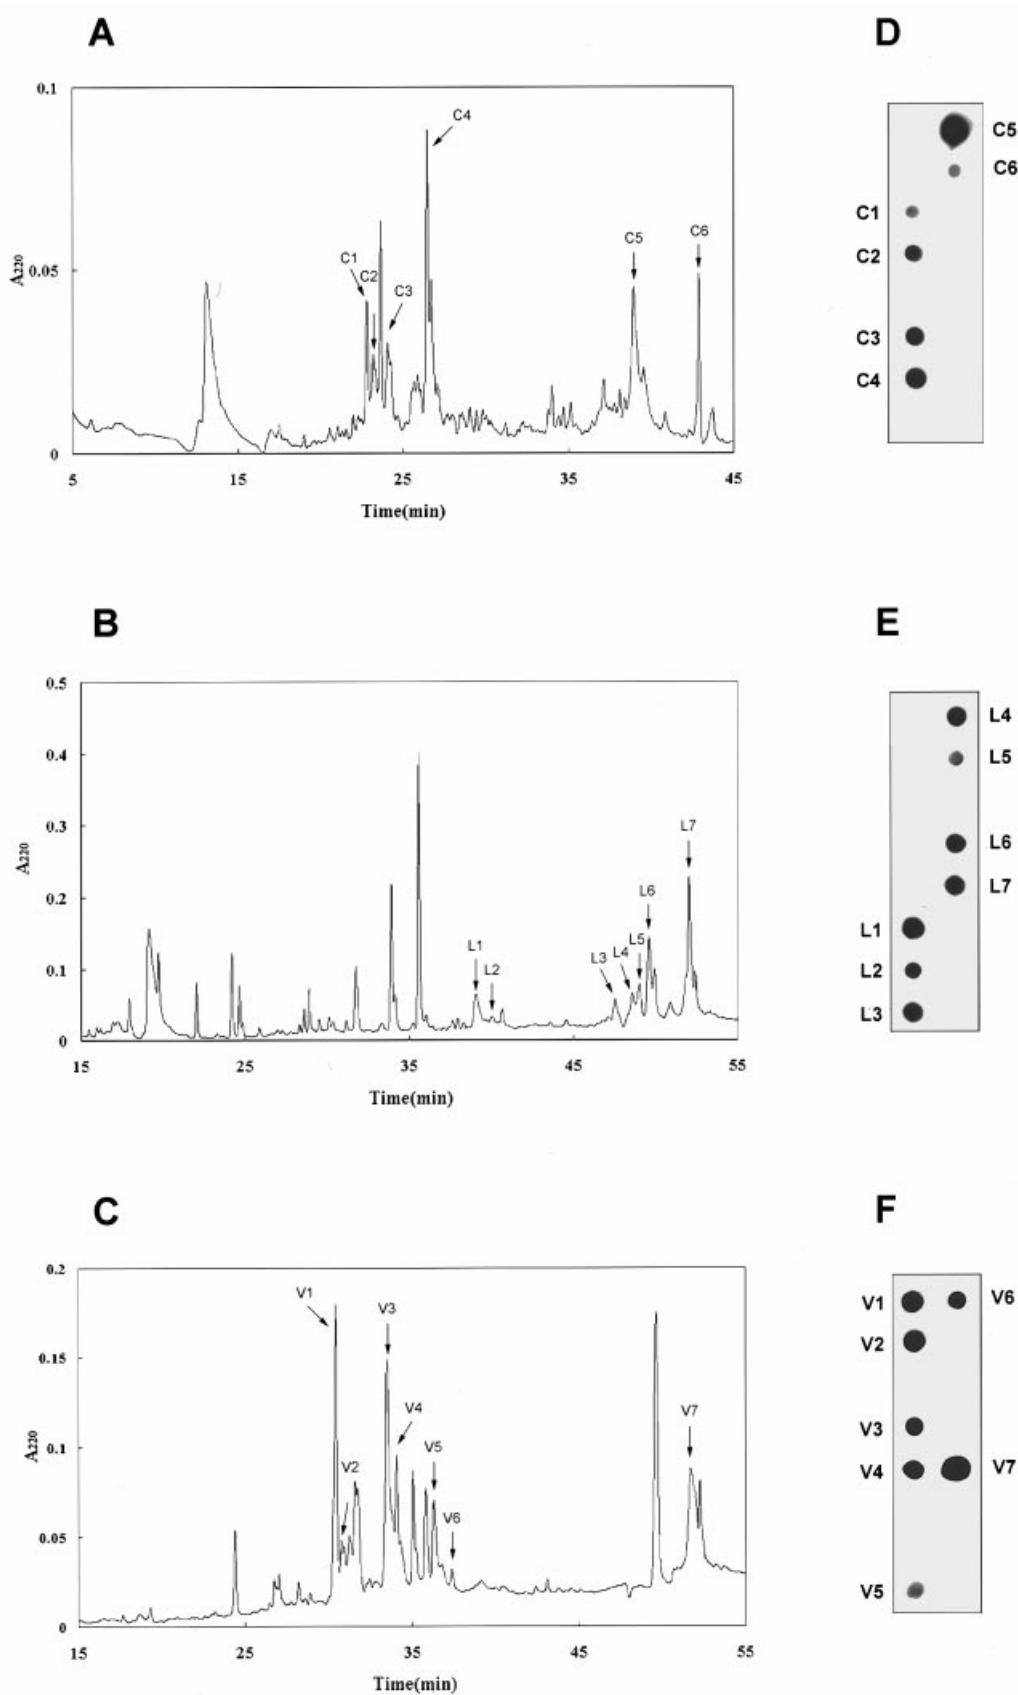 A
D
0.1
C4
C5
C6
C1
C5
C6
C1
C2
C2
A220
0.05
C3
C3
C4
0
5
15
25
35
45
Time(min)
B
E
0.5
L4
L5
0.4
0.3
L7
A220
L6
0.2
L6
L7
L1
L5
L4
L3
L1
L2
0.1
L2
L3
0
15
25
35
45
55
Time(min)
C
F
0.2
V1
V1
V6
V3
V2
0.15
V4
V7
V3
A220
V5
0.1
V2
V4
V7
V6
0.05
V5
0
15
25
35
45
55
Time(min)